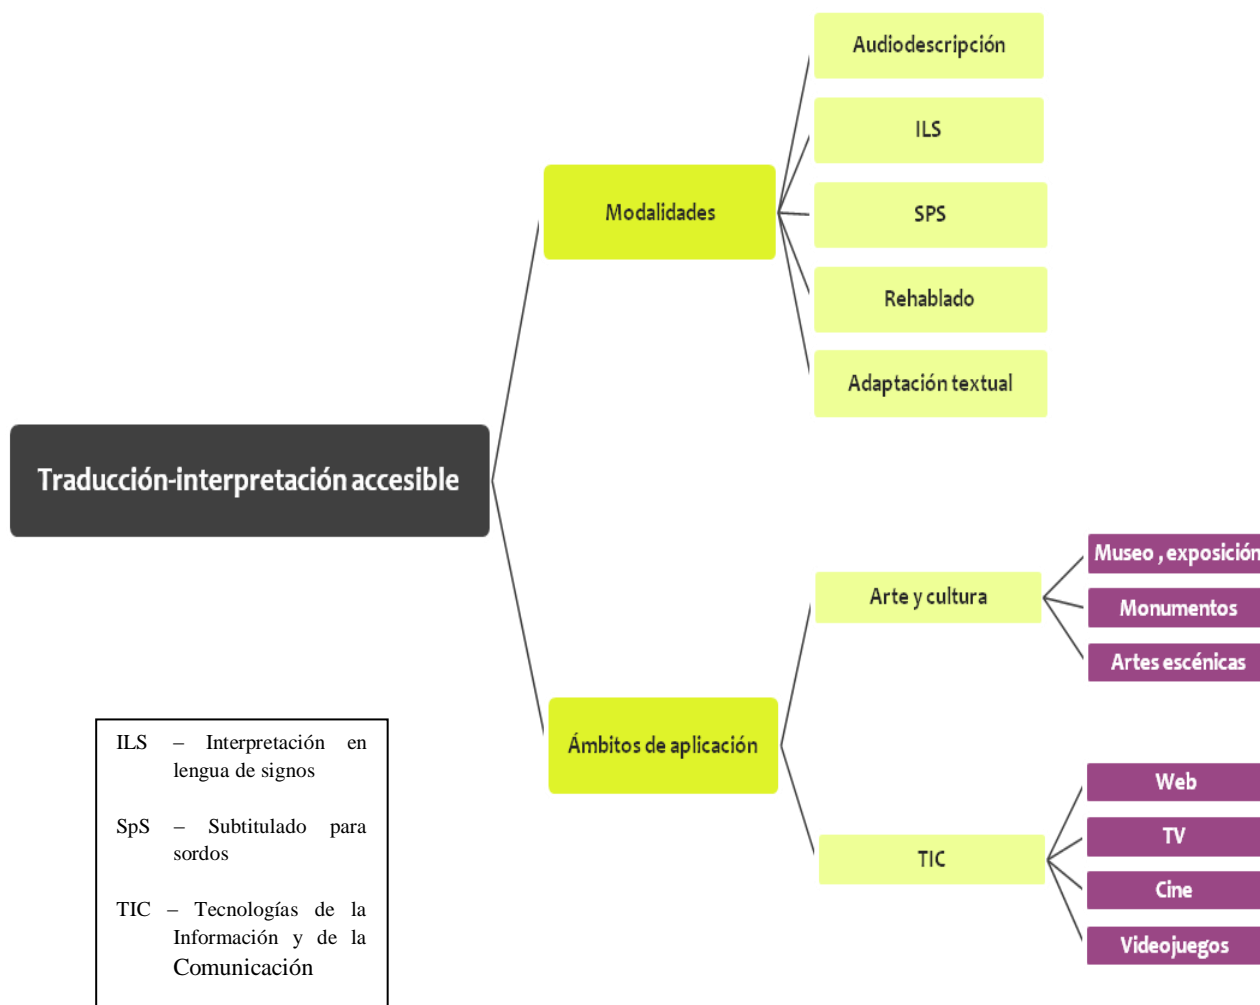 Audiodescripción
ILS
Modalidades
SPS
Rehablado
Adaptación textual
Traducción-interpretación accesible
Museo , exposición
Arte y cultura
Monumentos
Artes escénicas
Ámbitos de aplicación
Web
TV
TIC
Cine
Videojuegos
ILS – Interpretación en
lengua de signos
SpS – Subtitulado para
sordos
TIC – Tecnologías de la
Información y de la
Comunicación